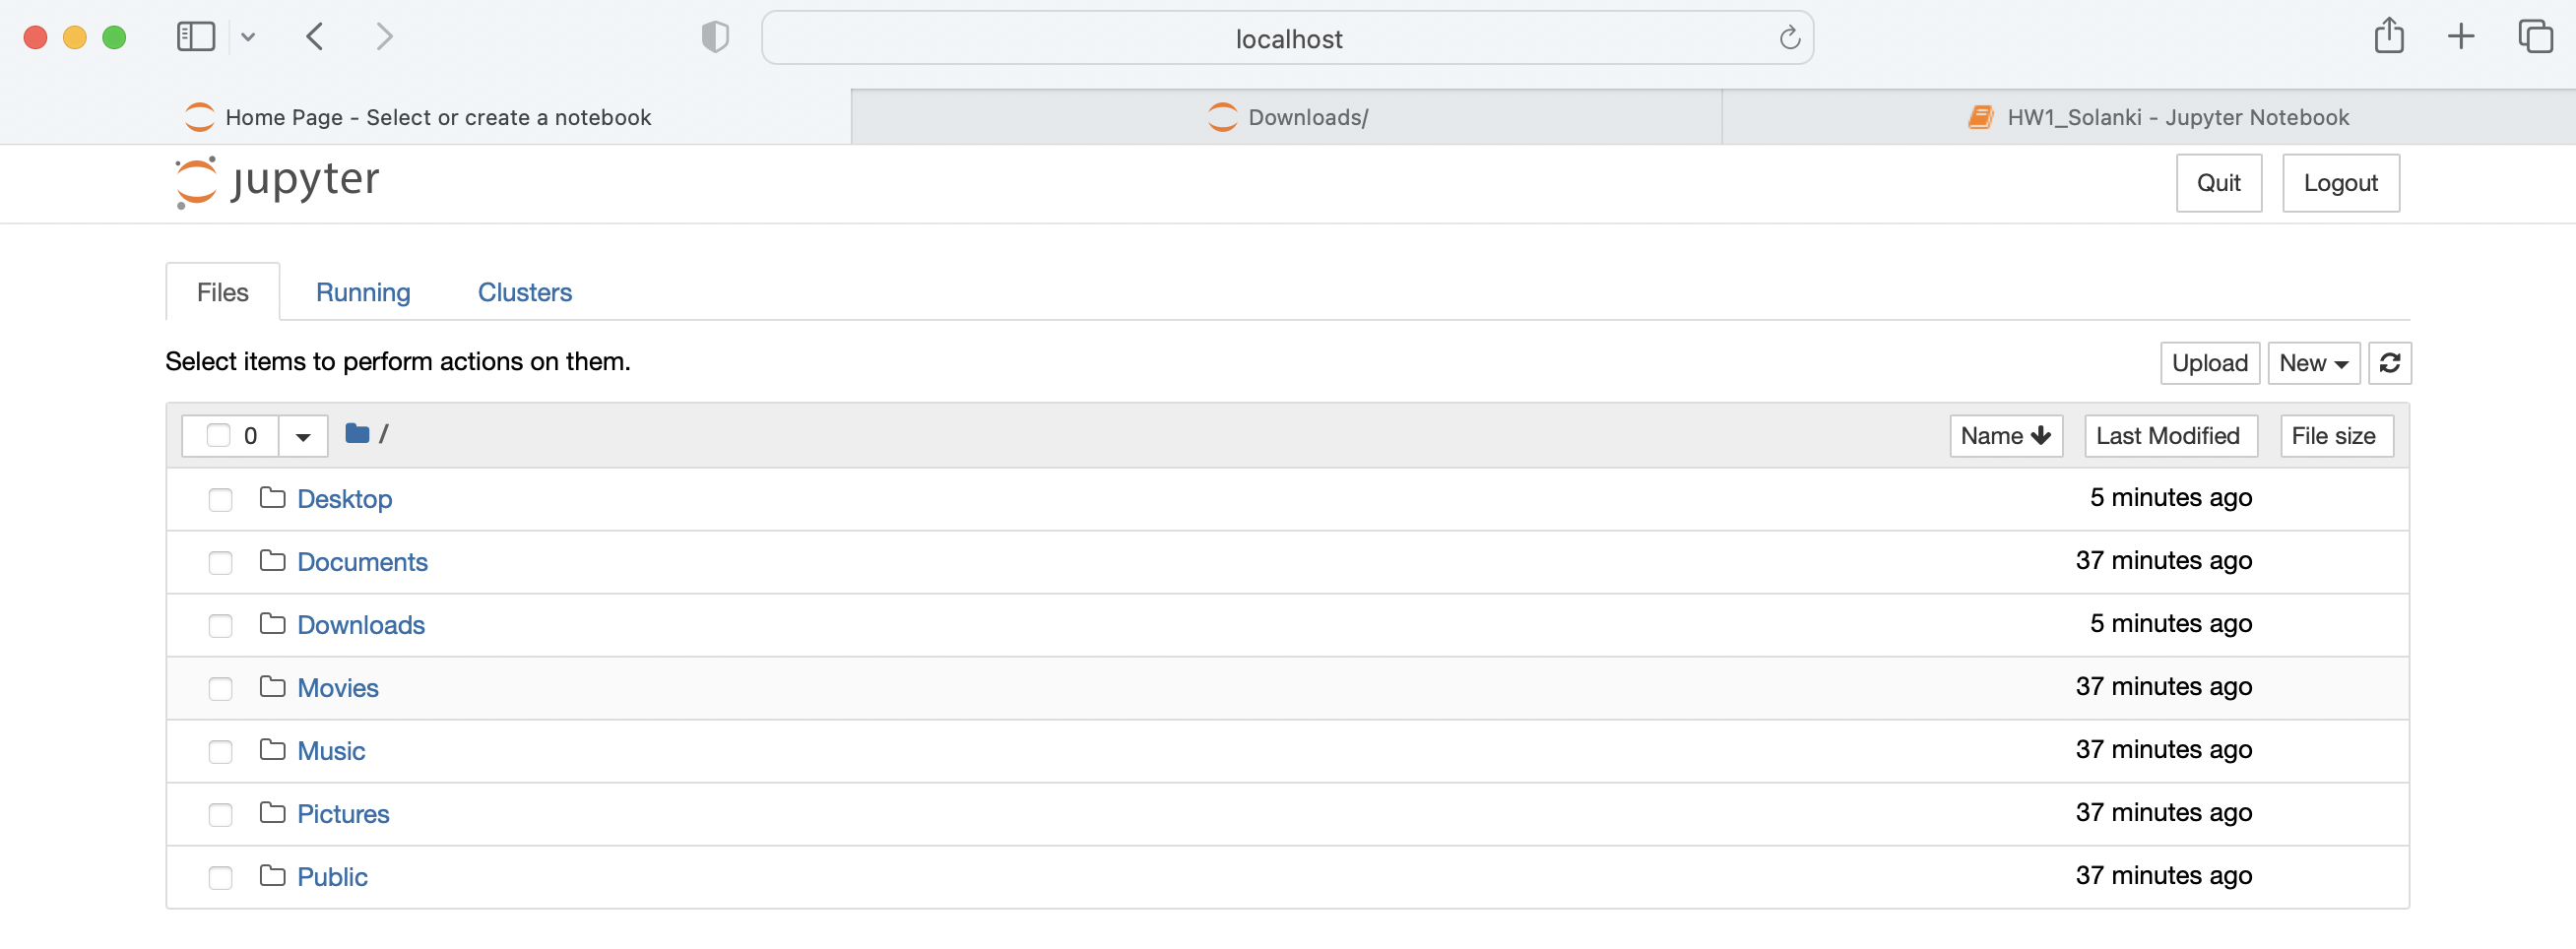 localhost
Home Page - Select or create a notebook
Downloads/
HW1_Solanki - Jupyter Notebook
jupyter
Quit
Logout
Files
Running
Clusters
Select items to perform actions on them.
Upload
New
0
/
Name
Last Modified
File size
Desktop 5 minutes ago
Documents 37 minutes ago
Downloads 5 minutes ago
Movies 37 minutes ago
Music 37 minutes ago
Pictures 37 minutes ago
Public 37 minutes ago